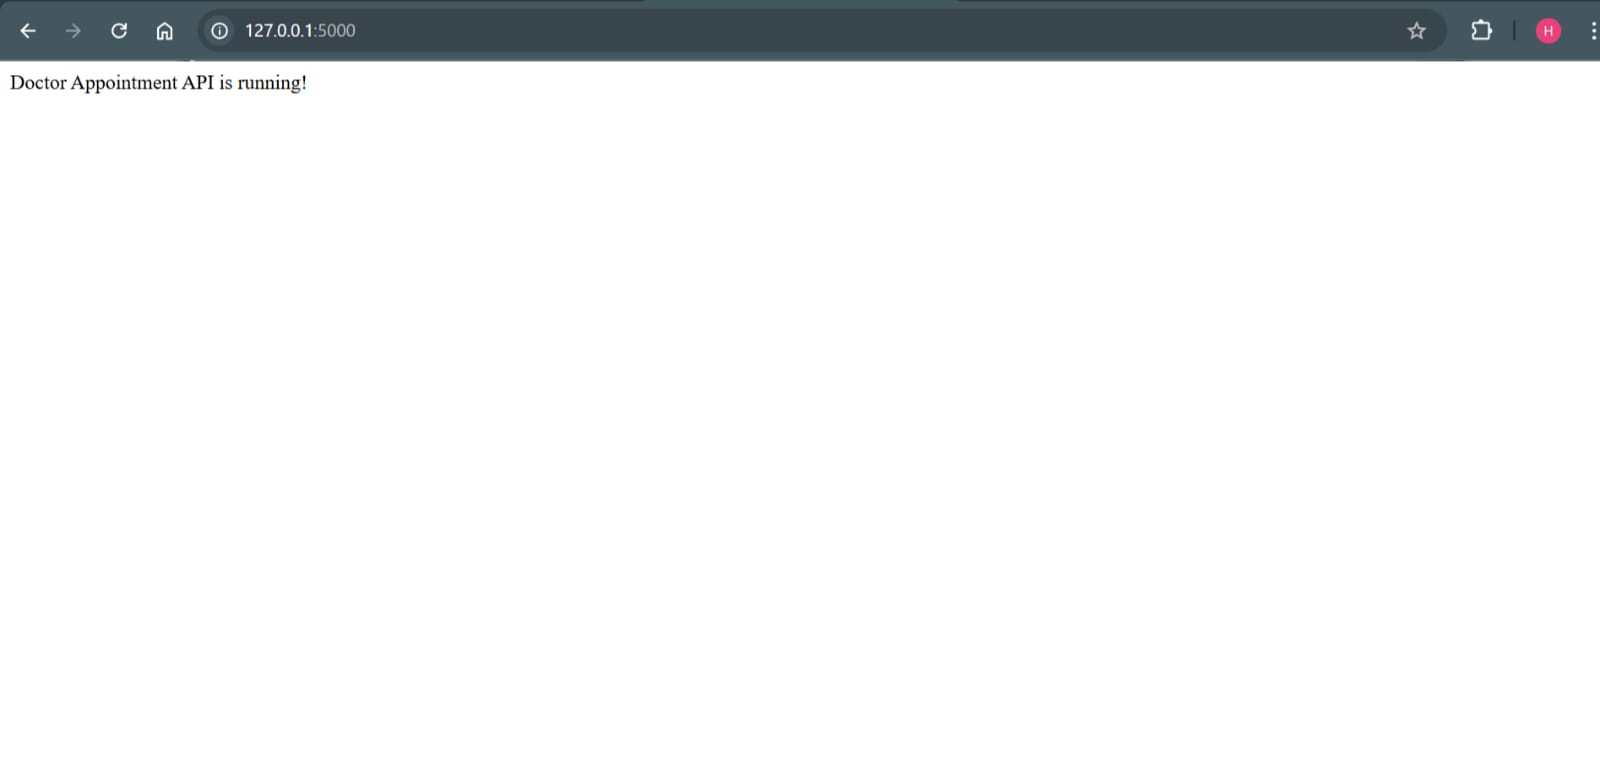 127.0.0.1:5000
H
Doctor Appointment API is running!